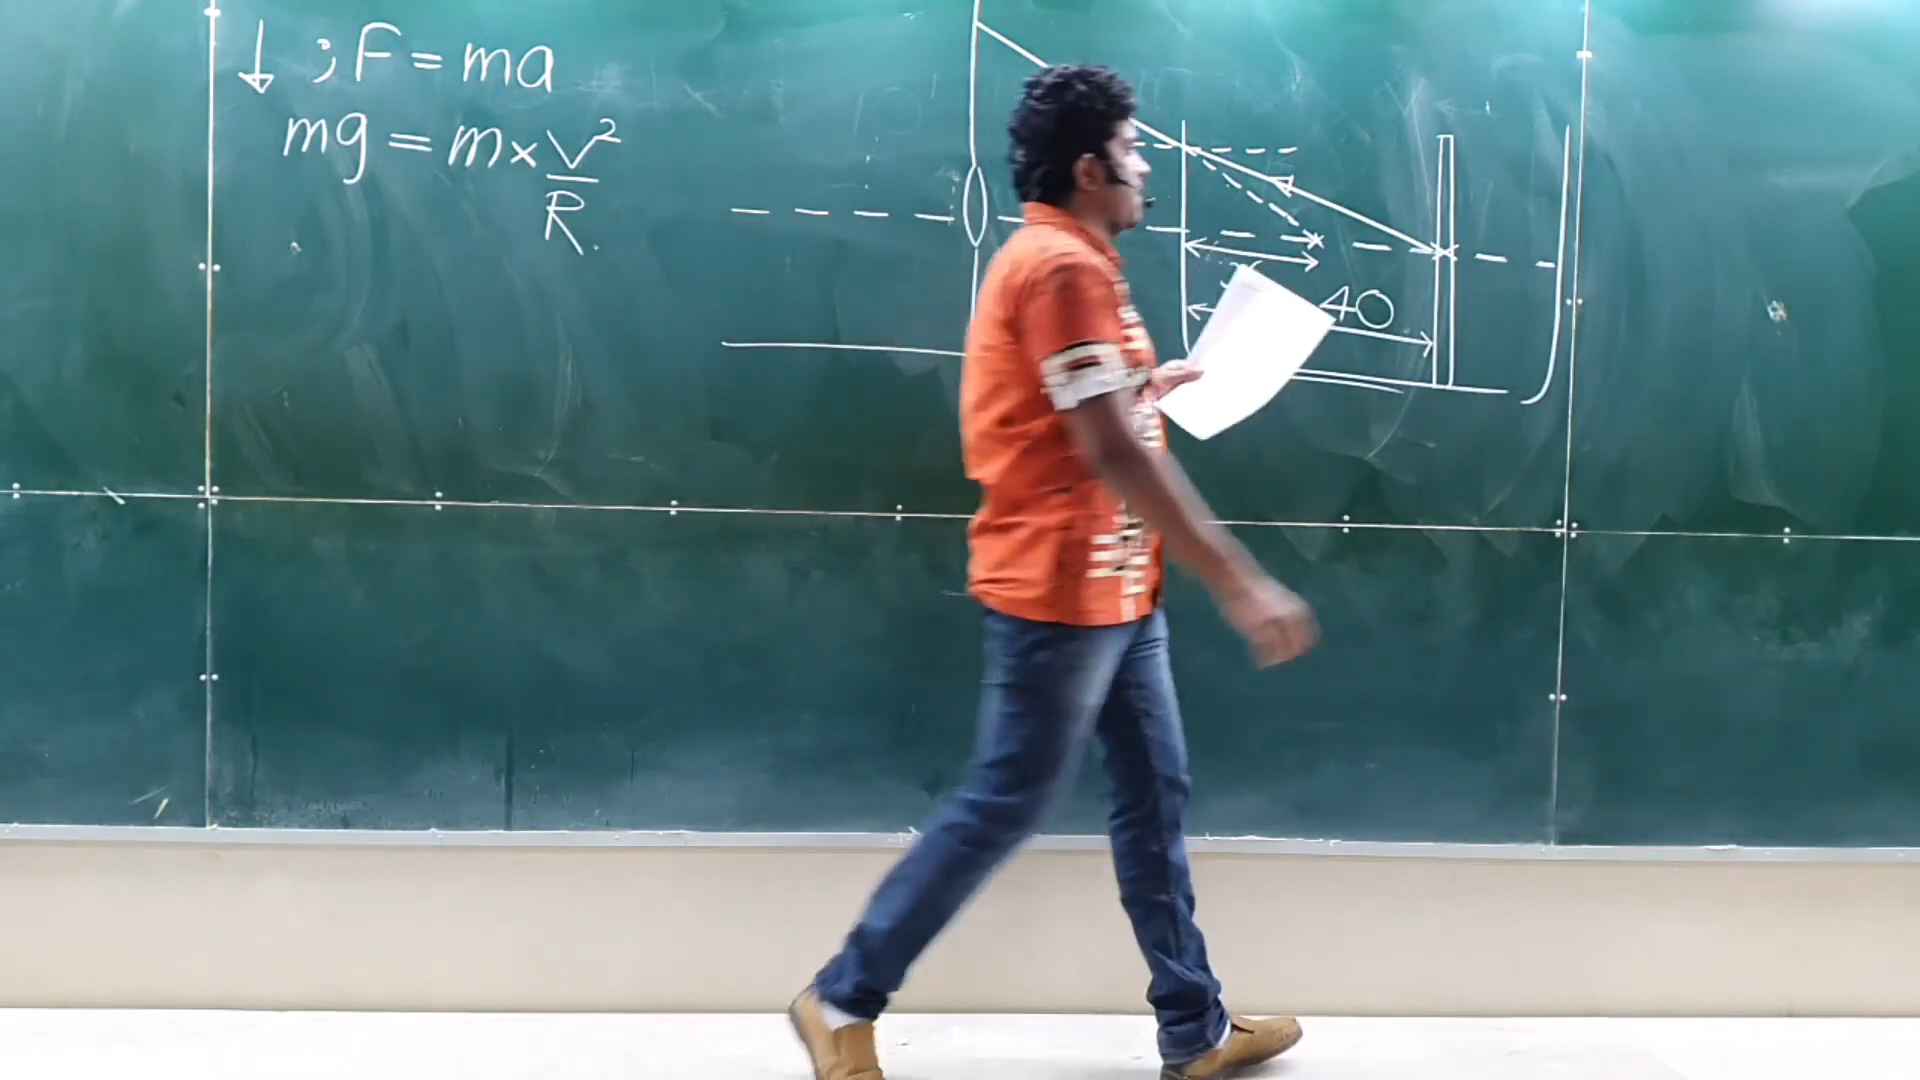 ↓ ; F = ma
mg = m × V²/R.
40